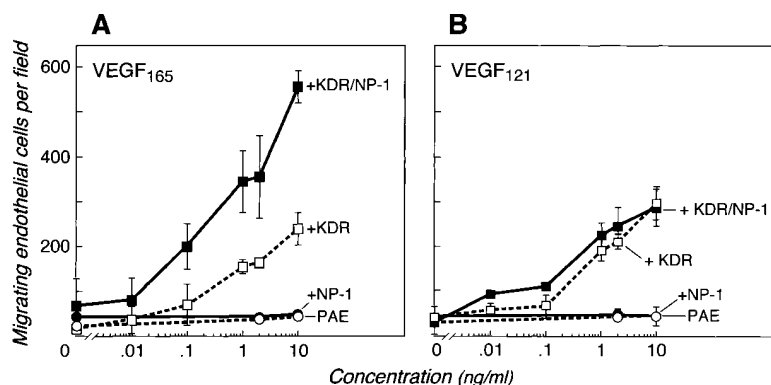 A
B
Migrating endothelial cells per field
600
400
200
0
VEGF165
+KDR/NP-1
+KDR
+NP-1
PAE
0 .01 .1 1 10
VEGF121
+ KDR/NP-1
+ KDR
+NP-1
PAE
0 .01 .1 1 10
Concentration (ng/ml)